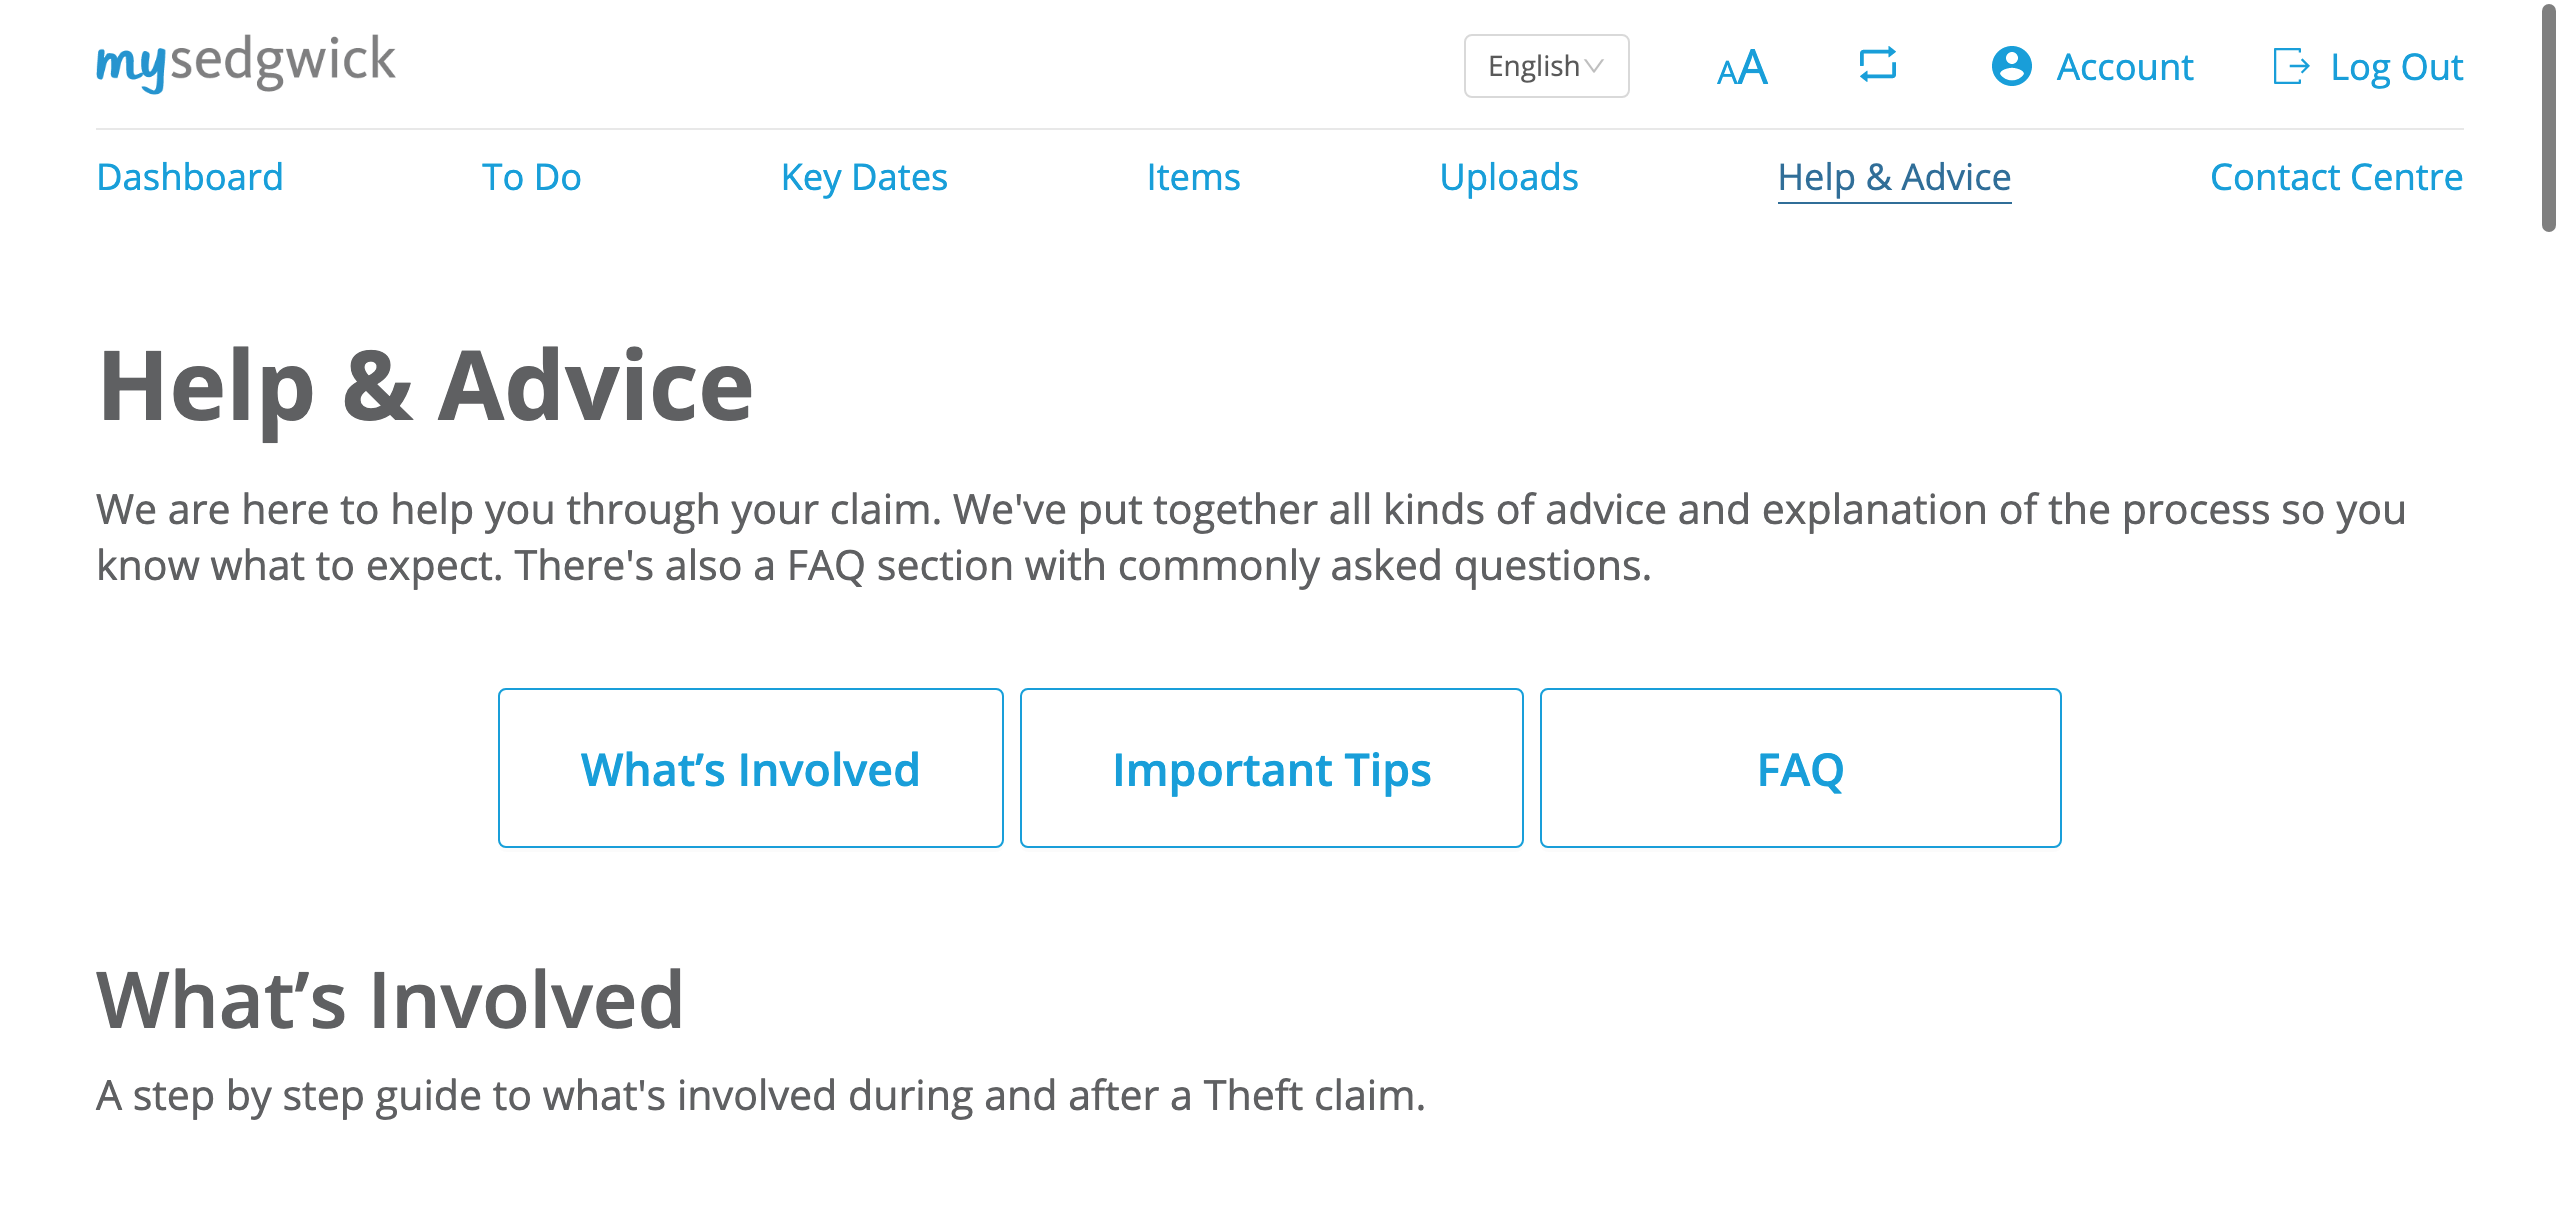 mysedgwick
English
AA
Account
Log Out
Dashboard
To Do
Key Dates
Items
Uploads
Help & Advice
Contact Centre
Help & Advice
We are here to help you through your claim. We've put together all kinds of advice and explanation of the process so you
know what to expect. There's also a FAQ section with commonly asked questions.
What’s Involved
Important Tips
FAQ
What’s Involved
A step by step guide to what's involved during and after a Theft claim.